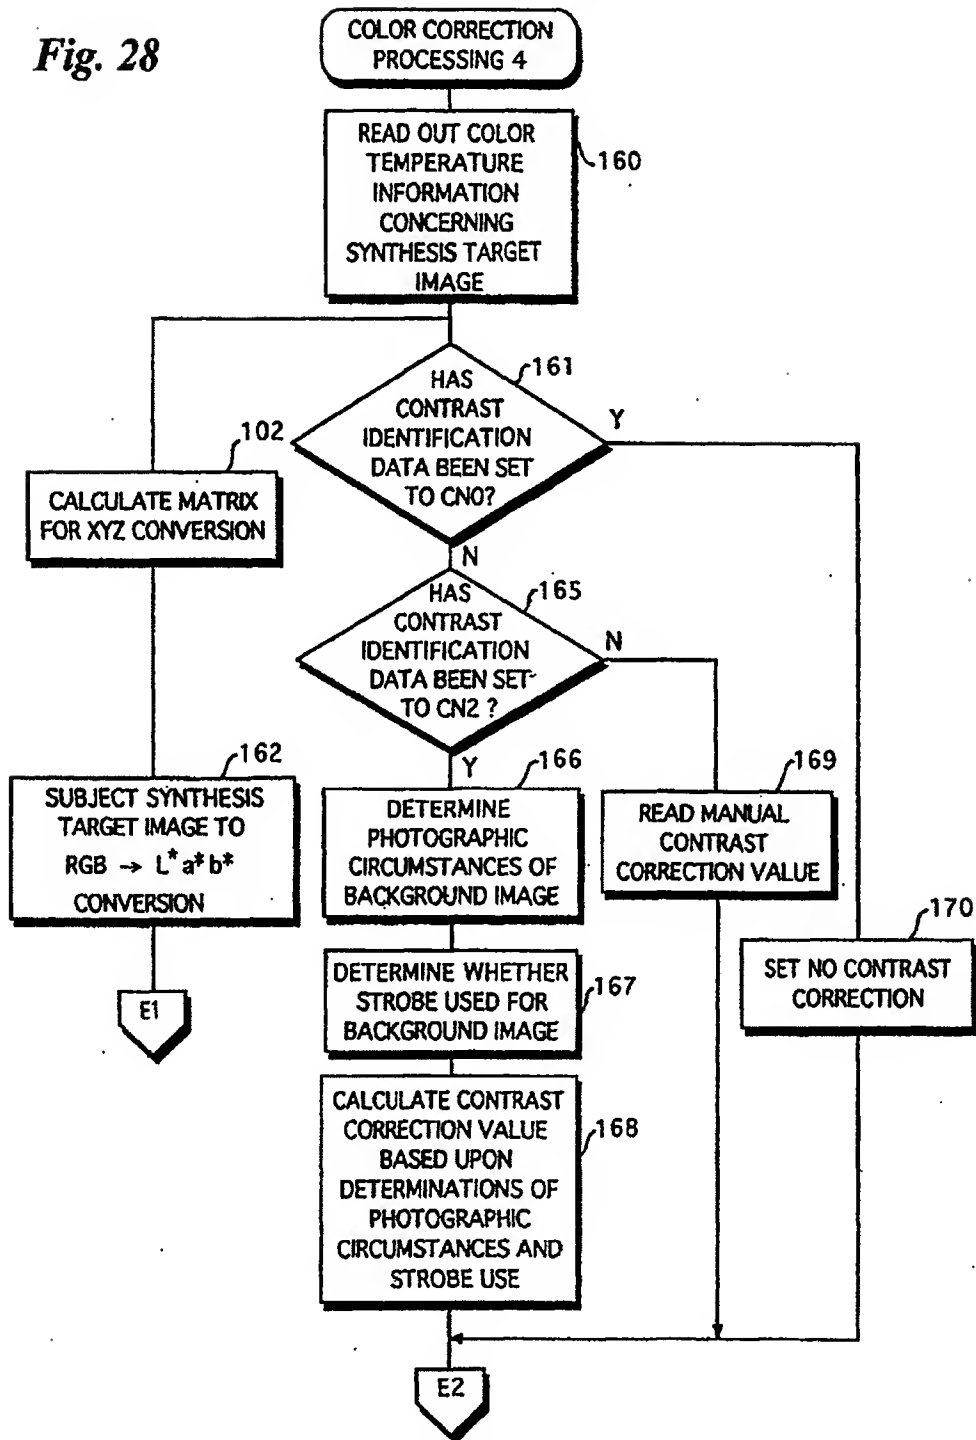 Fig. 28
COLOR CORRECTION
PROCESSING 4
READ OUT COLOR
TEMPERATURE
INFORMATION
CONCERNING
SYNTHESIS TARGET
IMAGE
160
HAS
CONTRAST
IDENTIFICATION
DATA BEEN SET
TO CN0?
161
Y
N
102
CALCULATE MATRIX
FOR XYZ CONVERSION
HAS
CONTRAST
IDENTIFICATION
DATA BEEN SET
TO CN2 ?
165
N
Y
162
SUBJECT SYNTHESIS
TARGET IMAGE TO
RGB → L* a* b*
CONVERSION
E1
166
DETERMINE
PHOTOGRAPHIC
CIRCUMSTANCES OF
BACKGROUND IMAGE
169
READ MANUAL
CONTRAST
CORRECTION VALUE
170
SET NO CONTRAST
CORRECTION
DETERMINE WHETHER
STROBE USED FOR
BACKGROUND IMAGE
167
CALCULATE CONTRAST
CORRECTION VALUE
BASED UPON
DETERMINATIONS OF
PHOTOGRAPHIC
CIRCUMSTANCES AND
STROBE USE
168
E2